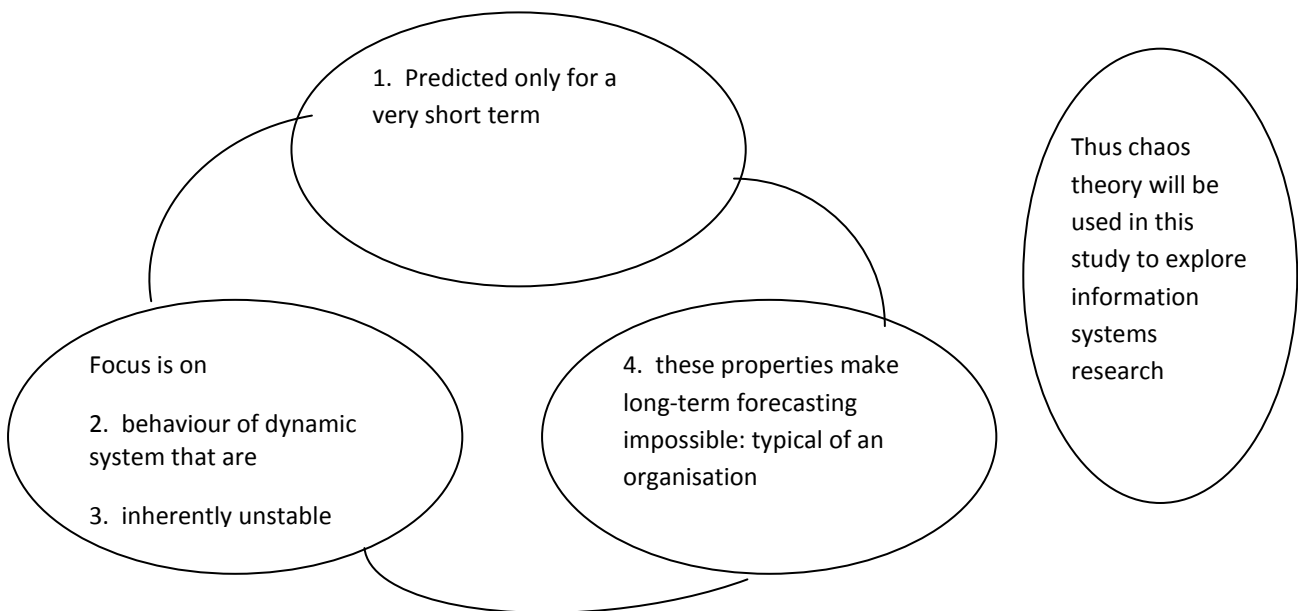 1. Predicted only for a
very short term
Thus chaos
theory will be
used in this
study to explore
information
systems
research
Focus is on
2. behaviour of dynamic
system that are
3. inherently unstable
4. these properties make
long-term forecasting
impossible: typical of an
organisation